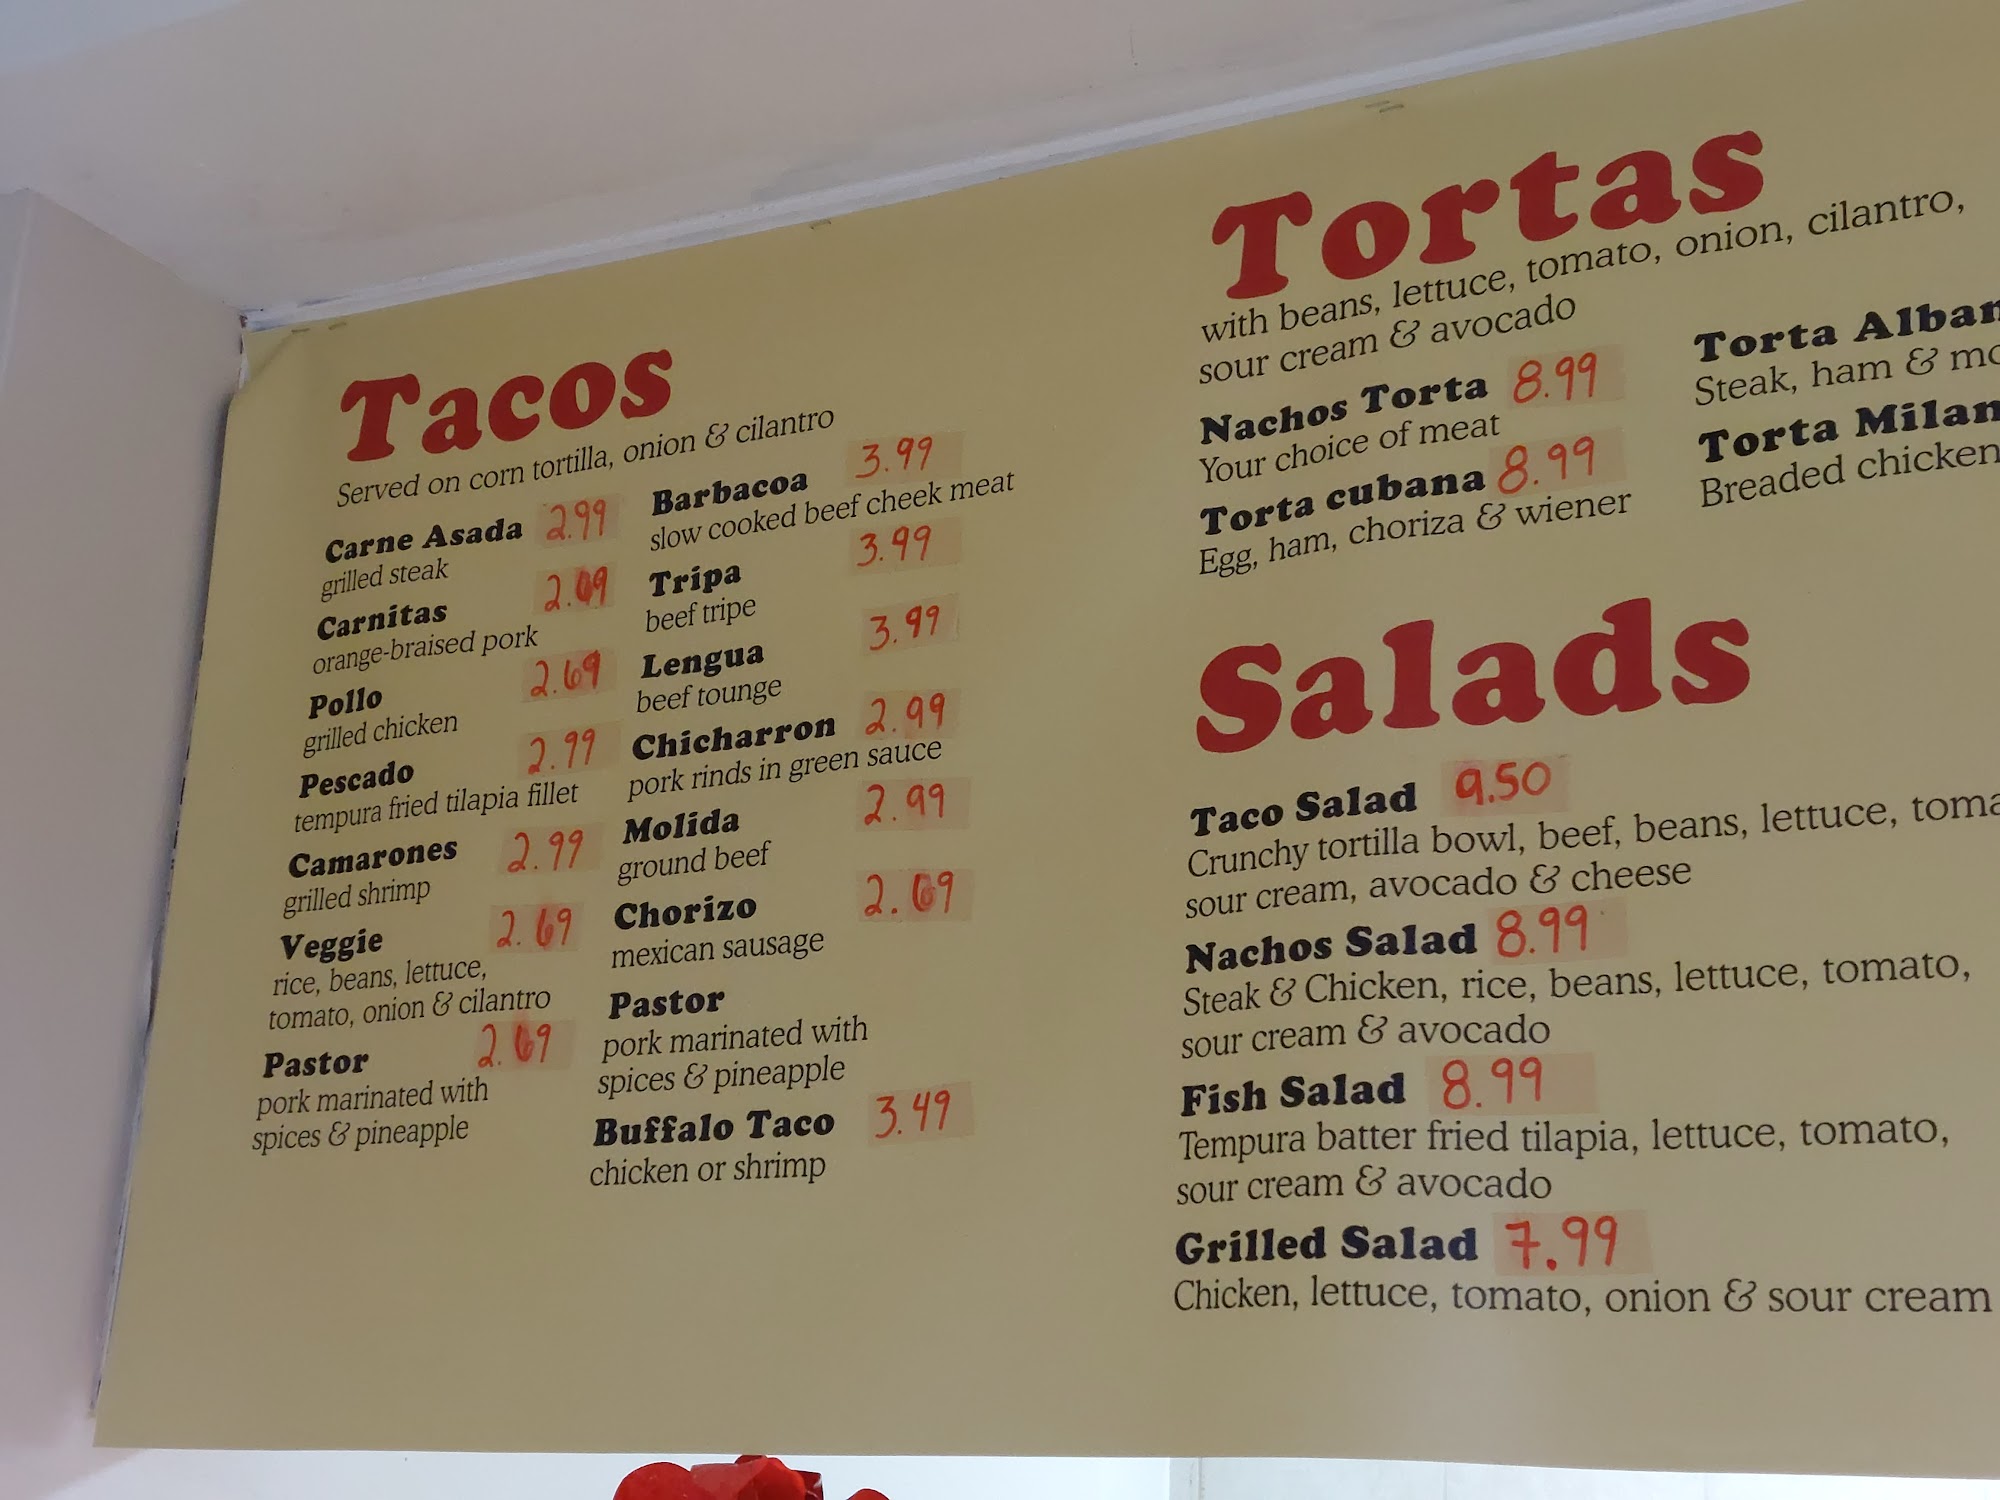 Tacos
Served on corn tortilla, onion & cilantro
Carne Asada 2.99
grilled steak
Carnitas 2.69
orange-braised pork
Pollo 2.69
grilled chicken
Pescado 2.99
tempura fried tilapia fillet
Camarones 2.99
grilled shrimp
Veggie 2.69
rice, beans, lettuce,
tomato, onion & cilantro
Pastor 2.69
pork marinated with
spices & pineapple
Barbacoa 3.99
slow cooked beef cheek meat
Tripa 3.99
beef tripe
Lengua 3.99
beef tounge
Chicharron 2.99
pork rinds in green sauce
Molida 2.99
ground beef
Chorizo 2.69
mexican sausage
Pastor
pork marinated with
spices & pineapple
Buffalo Taco 3.49
chicken or shrimp
Tortas
with beans, lettuce, tomato, onion, cilantro,
sour cream & avocado
Nachos Torta 8.99
Your choice of meat
Torta cubana 8.99
Egg, ham, choriza & wiener
Torta
Steak, ham &
Torta
Breaded chicken
Salads
Taco Salad 9.50
Crunchy tortilla bowl, beef, beans, lettuce,
sour cream, avocado & cheese
Nachos Salad 8.99
Steak & Chicken, rice, beans, lettuce, tomato,
sour cream & avocado
Fish Salad 8.99
Tempura batter fried tilapia, lettuce, tomato,
sour cream & avocado
Grilled Salad 7.99
Chicken, lettuce, tomato, onion & sour cream